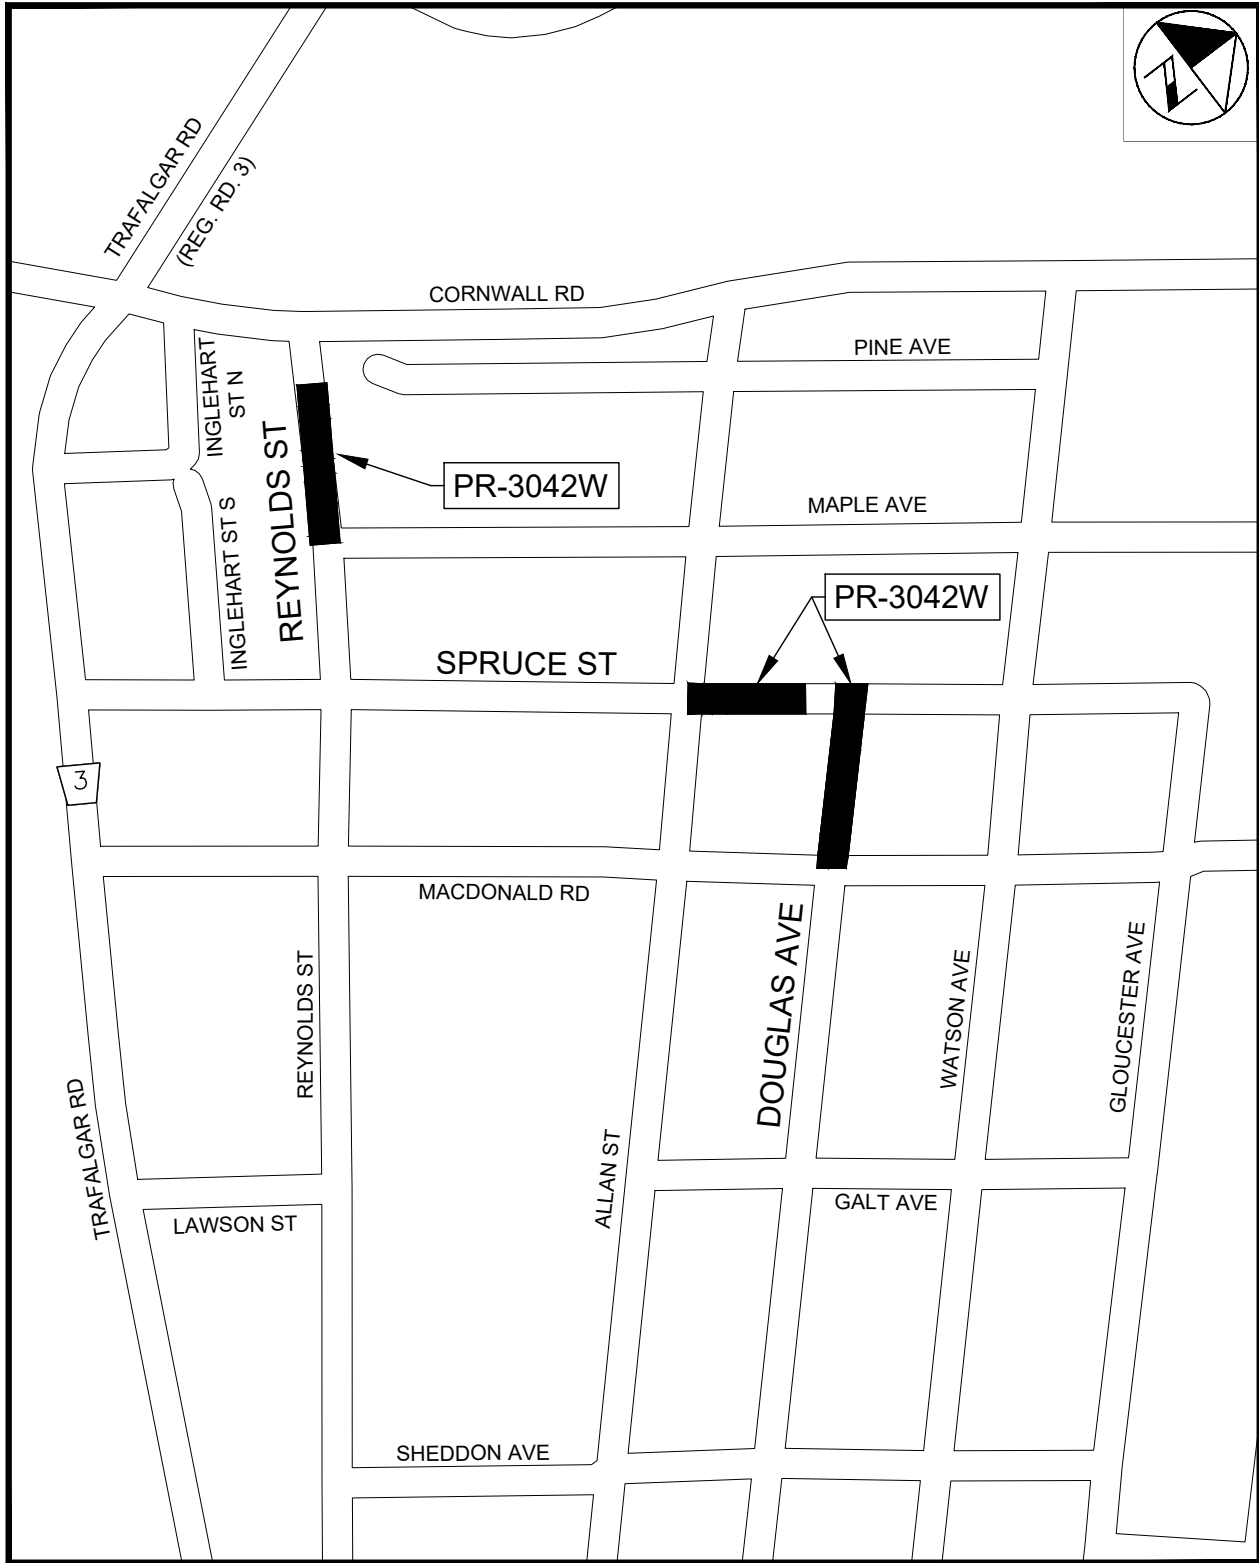 TRAFALGAR RD
(REG. RD. 3)
CORNWALL RD
PINE AVE
INGLEHART
ST N
REYNOLDS ST
PR-3042W
MAPLE AVE
INGLEHART ST S
PR-3042W
SPRUCE ST
3
MACDONALD RD
DOUGLAS AVE
REYNOLDS ST
WATSON AVE
GLOUCESTER AVE
TRAFALGAR RD
ALLAN ST
GALT AVE
LAWSON ST
SHEDDON AVE
N